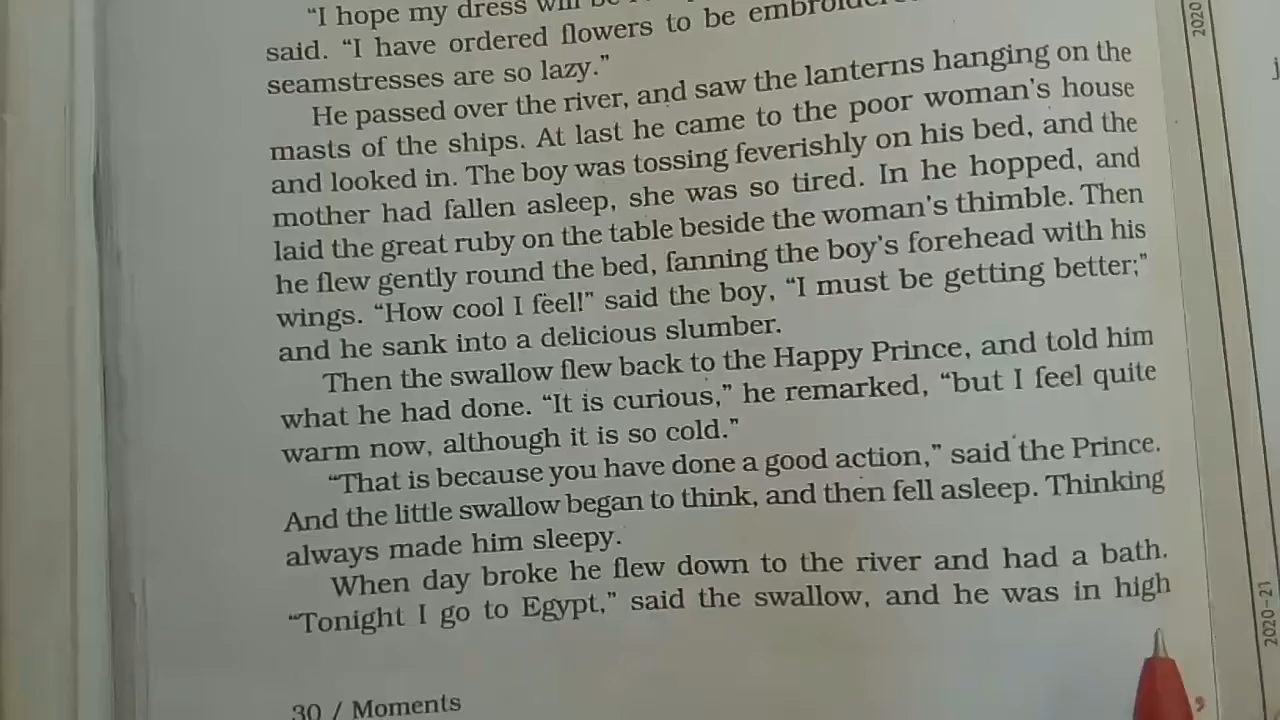 “I hope my dress will be
said. “I have ordered flowers to be
seamstresses are so lazy.”
He passed over the river, and saw the lanterns hanging on the
masts of the ships. At last he came to the poor woman's house
and looked in. The boy was tossing feverishly on his bed, and the
mother had fallen asleep, she was so tired. In he hopped, and
laid the great ruby on the table beside the woman's thimble. Then
he flew gently round the bed, fanning the boy's forehead with his
wings. “How cool I feel!” said the boy, “I must be getting better;”
and he sank into a delicious slumber.
Then the swallow flew back to the Happy Prince, and told him
what he had done. “It is curious,” he remarked, “but I feel quite
warm now, although it is so cold.”
“That is because you have done a good action,” said the Prince.
And the little swallow began to think, and then fell asleep. Thinking
always made him sleepy.
When day broke he flew down to the river and had a bath.
“Tonight I go to Egypt,” said the swallow, and he was in high
30 / Moments
2020
2020-21
j